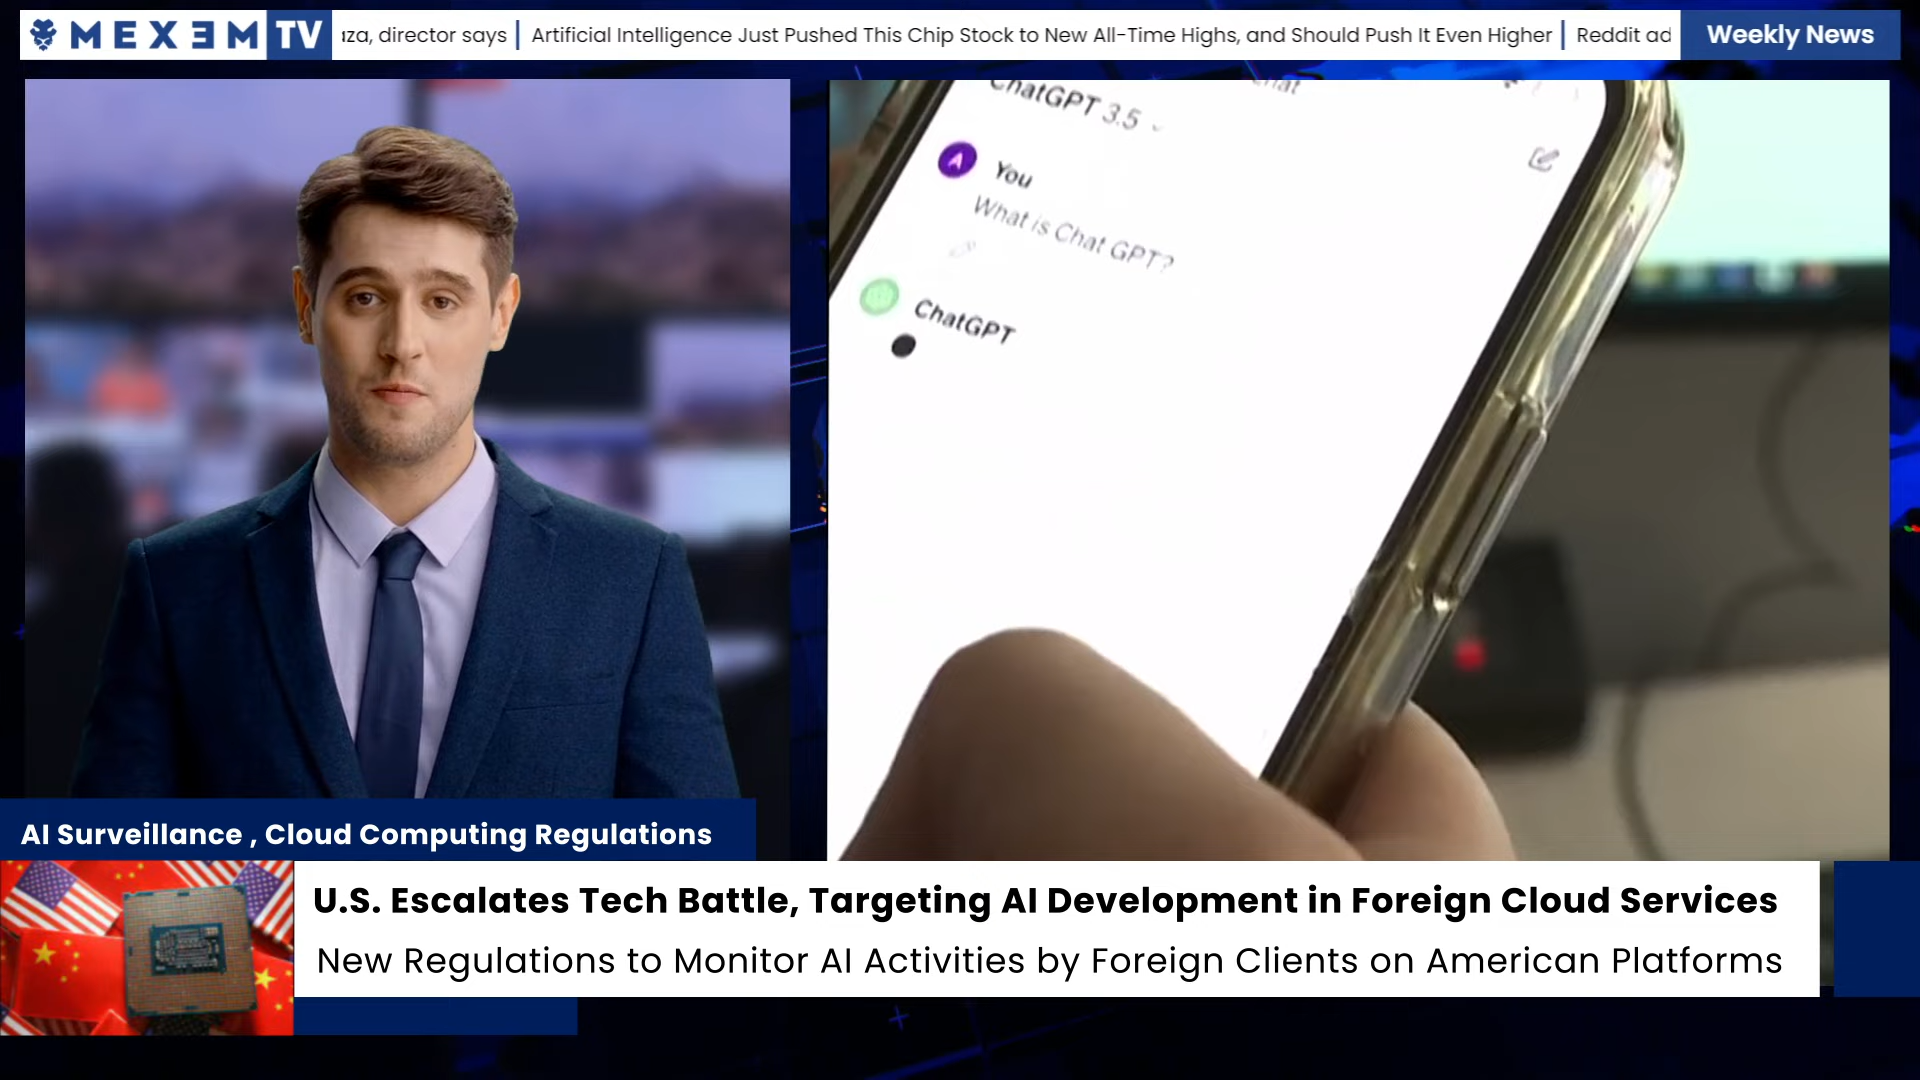 MEXEM TV
director says | Artificial Intelligence Just Pushed This Chip Stock to New All-Time Highs, and Should Push It Even Higher | Reddit
Weekly News
ChatGPT 3.5
A
You
What is Chat GPT?
ChatGPT
AI Surveillance , Cloud Computing Regulations
U.S. Escalates Tech Battle, Targeting AI Development in Foreign Cloud Services
New Regulations to Monitor AI Activities by Foreign Clients on American Platforms